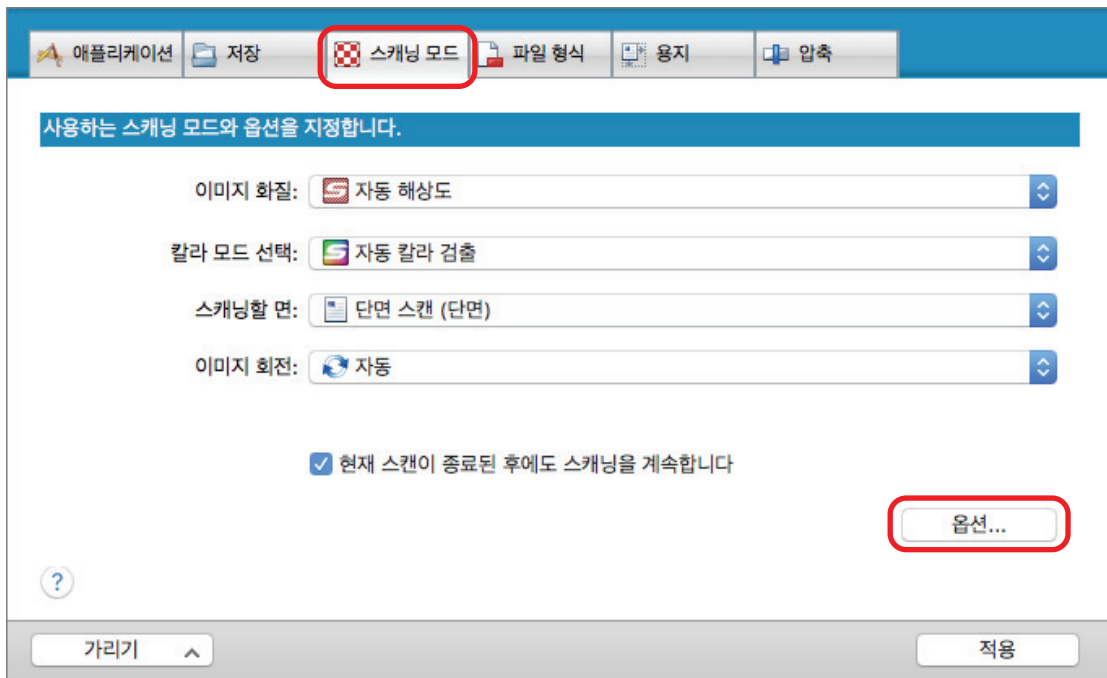 애플리케이션 저장 스캐닝 모드 파일 형식 용지 압축
사용하는 스캐닝 모드와 옵션을 지정합니다.
이미지 화질: 자동 해상도
칼라 모드 선택: 자동 칼라 검출
스캐닝할 면: 단면 스캔 (단면)
이미지 회전: 자동
현재 스캔이 종료된 후에도 스캐닝을 계속합니다
옵션...
?
가리기 적용